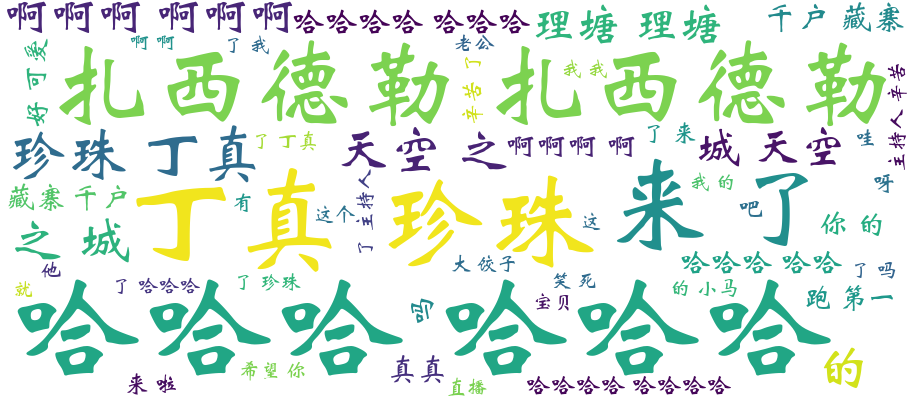 啊啊啊 啊啊啊
哈哈哈哈 哈哈哈
理塘 理塘
千户 藏寨
好 可爱
啊 啊
了 我
老公
扎西德勒
辛苦 了
扎西德勒
我 我
主持人 辛苦
珍珠 丁真
了 丁真
天空 之
啊啊啊 啊
了 来
城 天空
哇
藏寨 千户
丁真
有
这个
了 主持人
珍珠
这
来了
我 的
吧
呀
你 的
之 城
他
大 饺子
哈哈哈 哈哈
了 吗
就
了 哈哈哈
了 珍珠
哈哈哈
吗
哈哈哈
笑 死
宝贝
的 小马
跑 第一
来 啦
希望 你
真 真
直播
哈哈哈哈 哈哈哈哈
的